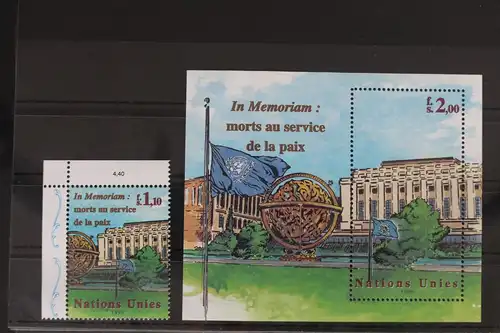 4,40
In Memoriam :
morts au service
de la paix
f.s. 1,10
Nations Unies
In Memoriam :
morts au service
de la paix
f.s. 2,00
Nations Unies